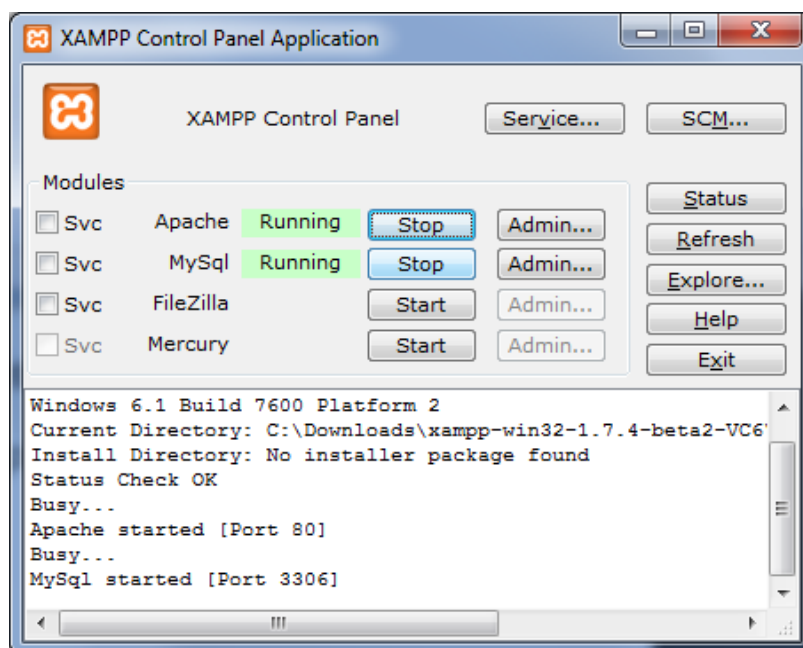 XAMPP Control Panel Application
XAMPP Control Panel
Service...
SCM...
Modules
Svc Apache Running Stop Admin...
Svc MySql Running Stop Admin...
Svc FileZilla Start Admin...
Svc Mercury Start Admin...
Status
Refresh
Explore...
Help
Exit
Windows 6.1 Build 7600 Platform 2
Current Directory: C:\Downloads\xampp-win32-1.7.4-beta2-VC6
Install Directory: No installer package found
Status Check OK
Busy...
Apache started [Port 80]
Busy...
MySql started [Port 3306]